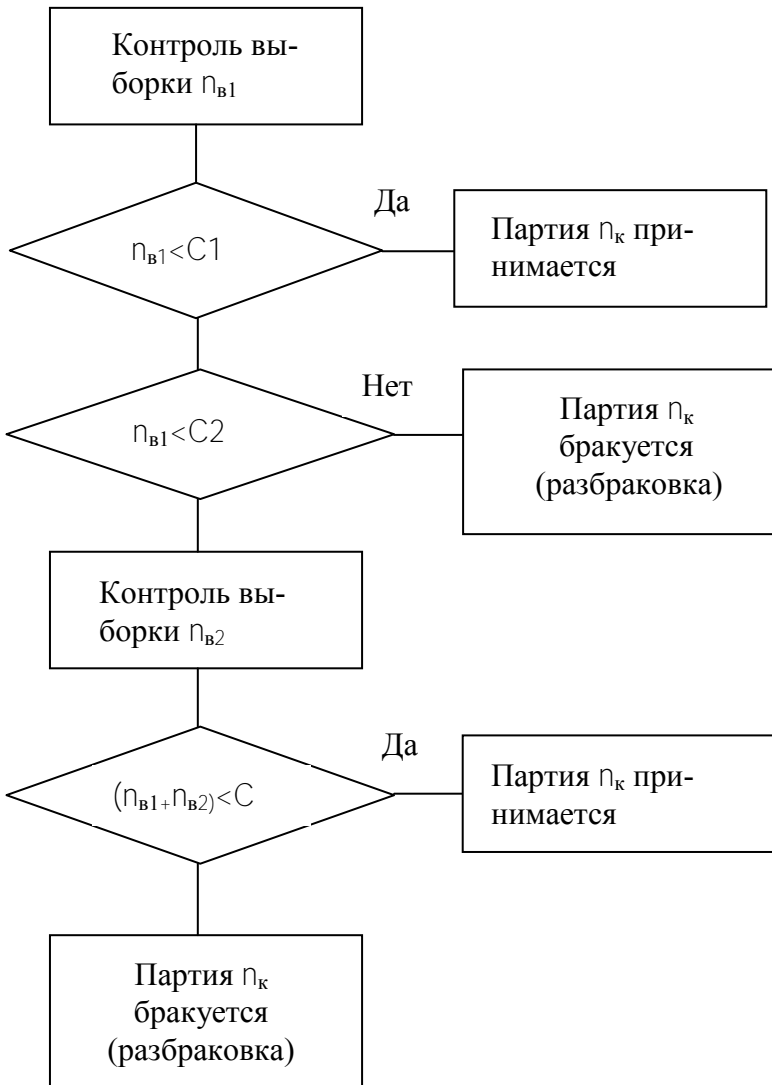 Контроль вы-
борки nв1
Да
nв1<C1
Партия nк при-
нимается
Нет
nв1<C2
Партия nк
бракуется
(разбраковка)
Контроль вы-
борки nв2
Да
(nв1+nв2)<C
Партия nк при-
нимается
Партия nк
бракуется
(разбраковка)